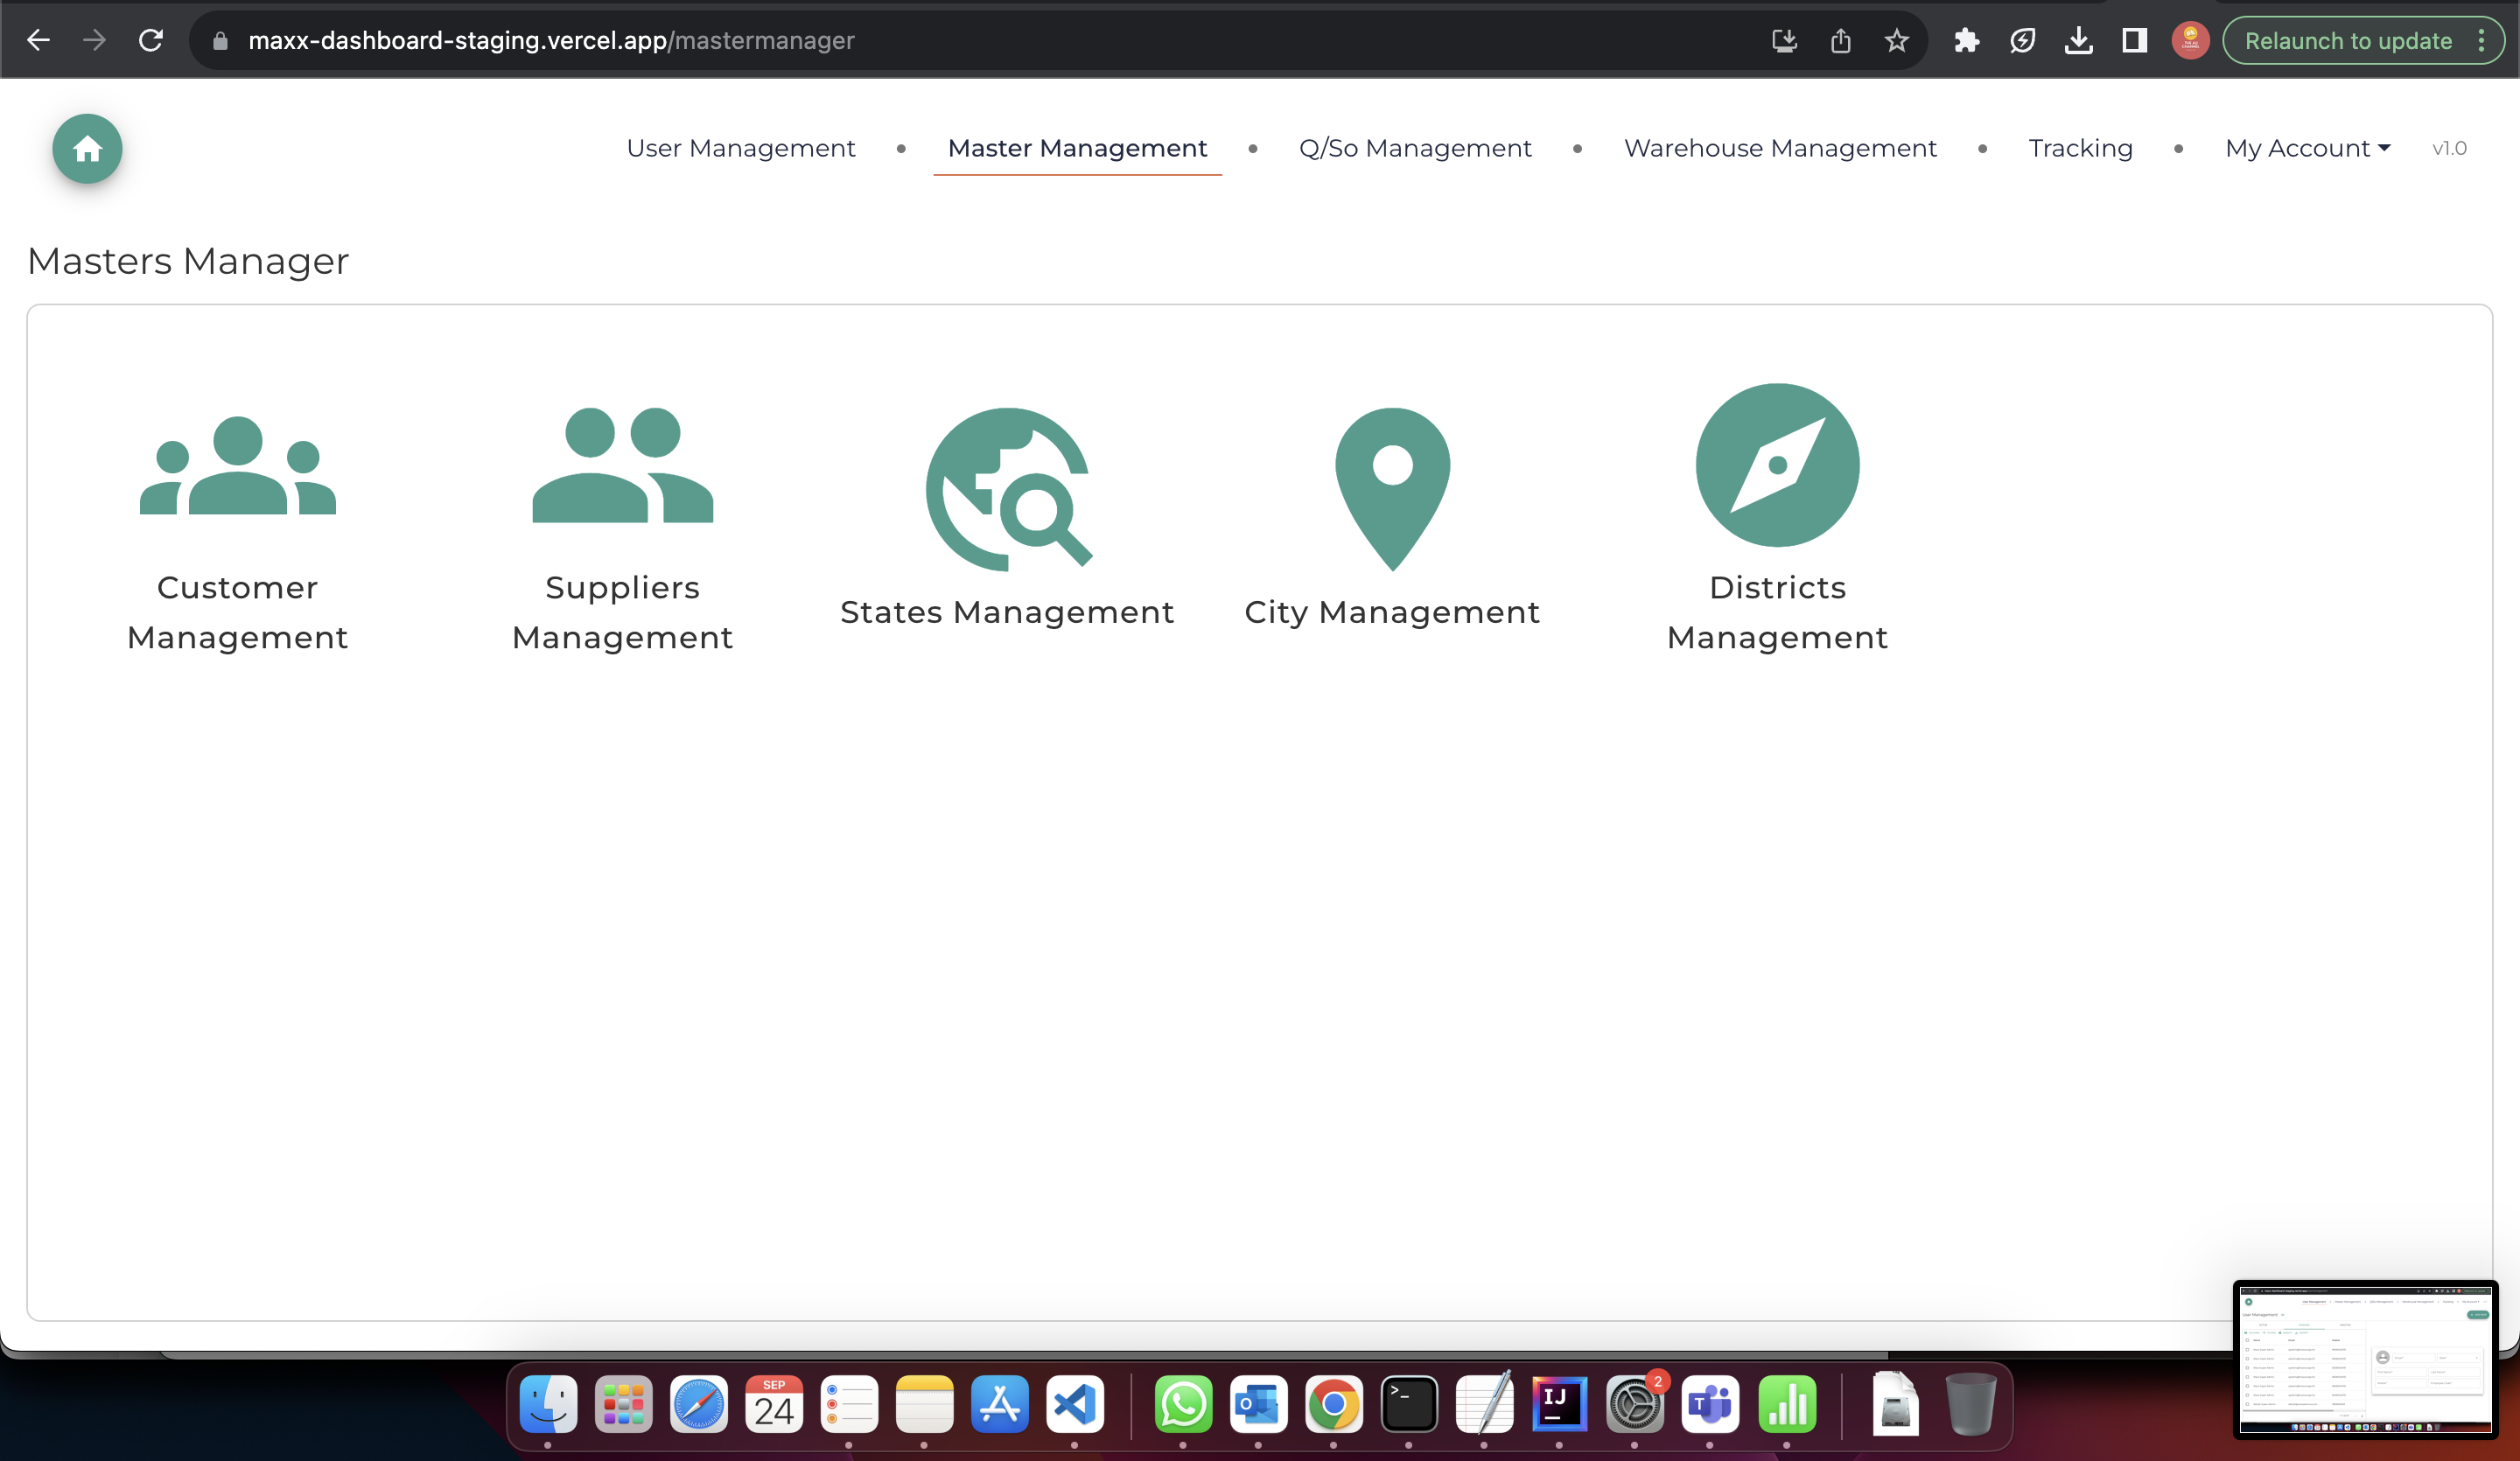 maxx-dashboard-staging.vercel.app/mastermanager
Relaunch to update
User Management • Master Management • Q/So Management • Warehouse Management • Tracking • My Account v1.0
Masters Manager
Customer Management
Suppliers Management
States Management
City Management
Districts Management
SEP
24
>_
IJ
2
T
O